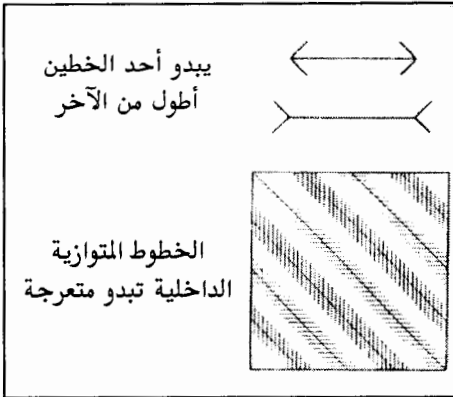 يبدو أحد الخطين
أطول من الآخر
الخطوط المتوازية
الداخلية تبدو متعرجة